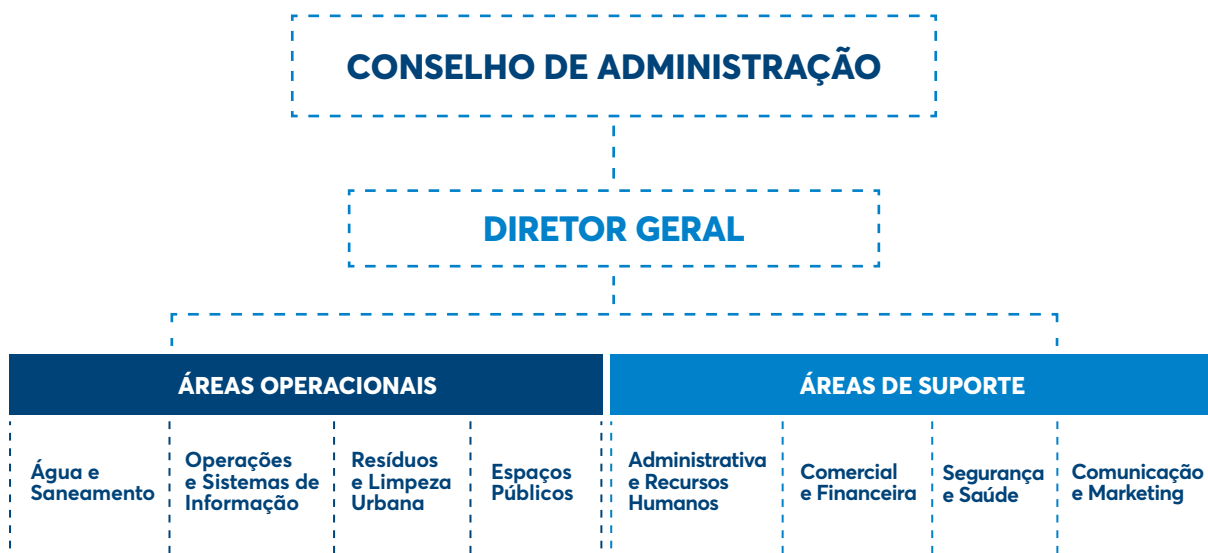 CONSELHO DE ADMINISTRAÇÃO
DIRETOR GERAL
ÁREAS OPERACIONAIS
Água e
Saneamento
Operações
e Sistemas de
Informação
Resíduos
e Limpeza
Urbana
Espaços
Públicos
ÁREAS DE SUPORTE
Administrativa
e Recursos
Humanos
Comercial
e Financeira
Segurança
e Saúde
Comunicação
e Marketing